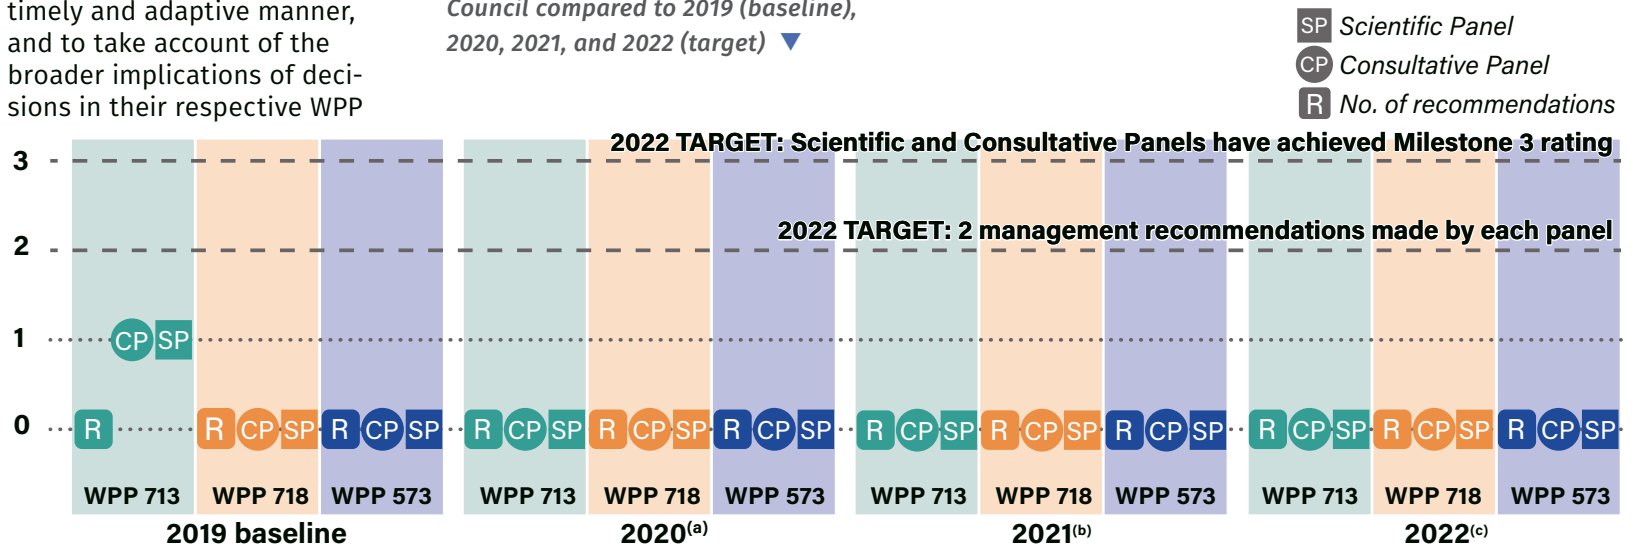 timely and adaptive manner,
and to take account of the
broader implications of deci-
sions in their respective WPP
Council compared to 2019 (baseline),
2020, 2021, and 2022 (target) ▼
SP Scientific Panel
CP Consultative Panel
R No. of recommendations
2022 TARGET: Scientific and Consultative Panels have achieved Milestone 3 rating
3
2022 TARGET: 2 management recommendations made by each panel
2
1 CP SP
0 R R CP SP R CP SP R CP SP R CP SP R CP SP R CP SP R CP SP R CP SP R CP SP R CP SP R CP SP
WPP 713 WPP 718 WPP 573 WPP 713 WPP 718 WPP 573 WPP 713 WPP 718 WPP 573 WPP 713 WPP 718 WPP 573
2019 baseline 2020(a) 2021(b) 2022(c)